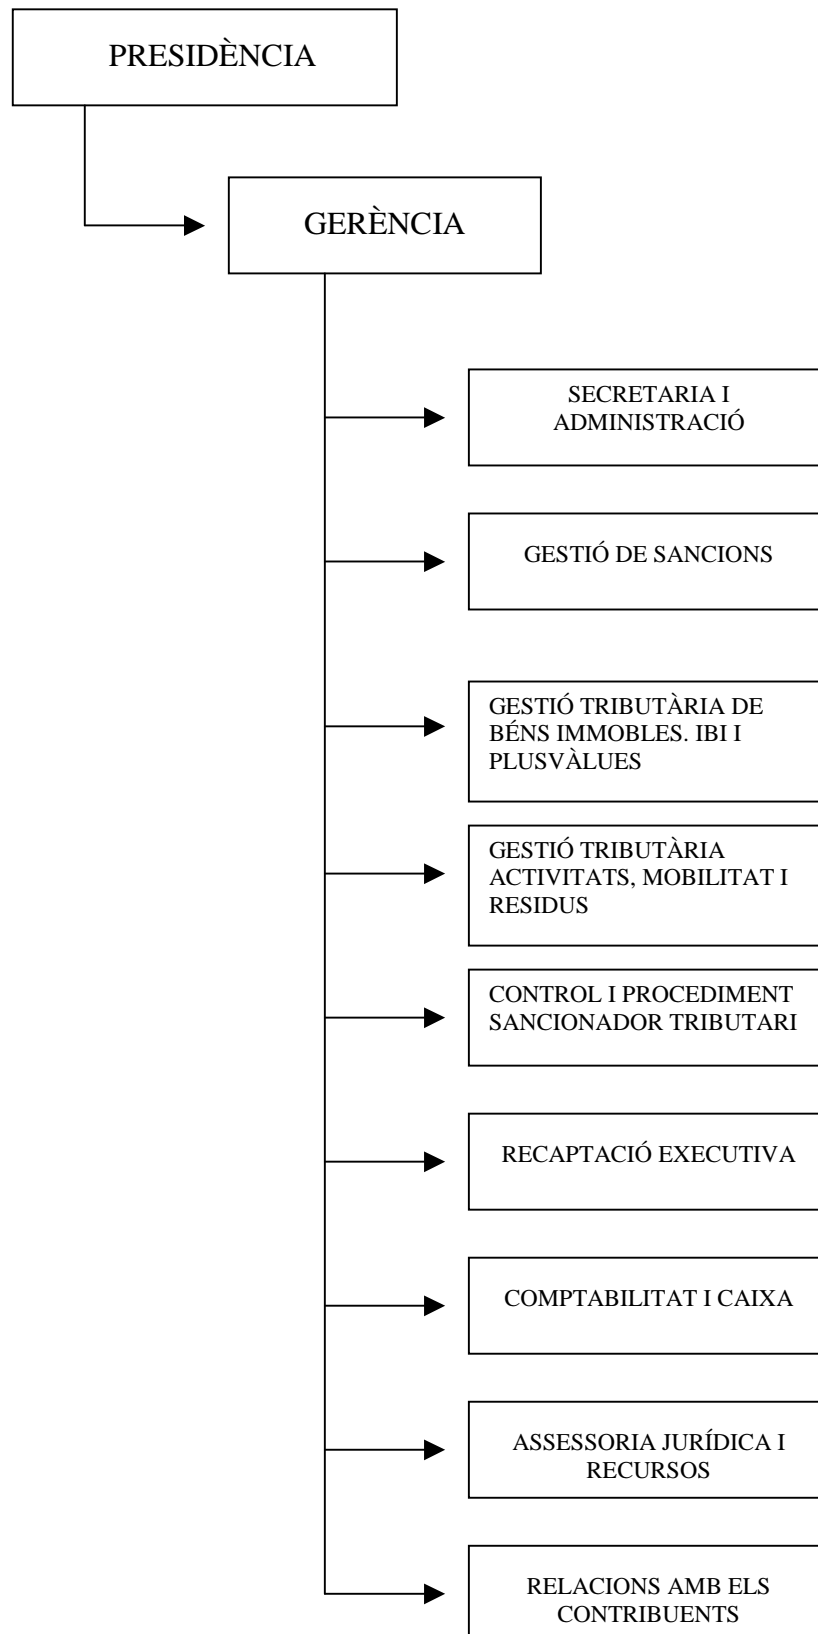 PRESIDÈNCIA
GERÈNCIA
SECRETARIA I
ADMINISTRACIÓ
GESTIÓ DE SANCIONS
GESTIÓ TRIBUTÀRIA DE
BÉNS IMMOBLES. IBI I
PLUSVÀLUES
GESTIÓ TRIBUTÀRIA
ACTIVITATS, MOBILITAT I
RESIDUS
CONTROL I PROCEDIMENT
SANCIONADOR TRIBUTARI
RECAPTACIÓ EXECUTIVA
COMPTABILITAT I CAIXA
ASSESSORIA JURÍDICA I
RECURSOS
RELACIONS AMB ELS
CONTRIBUENTS